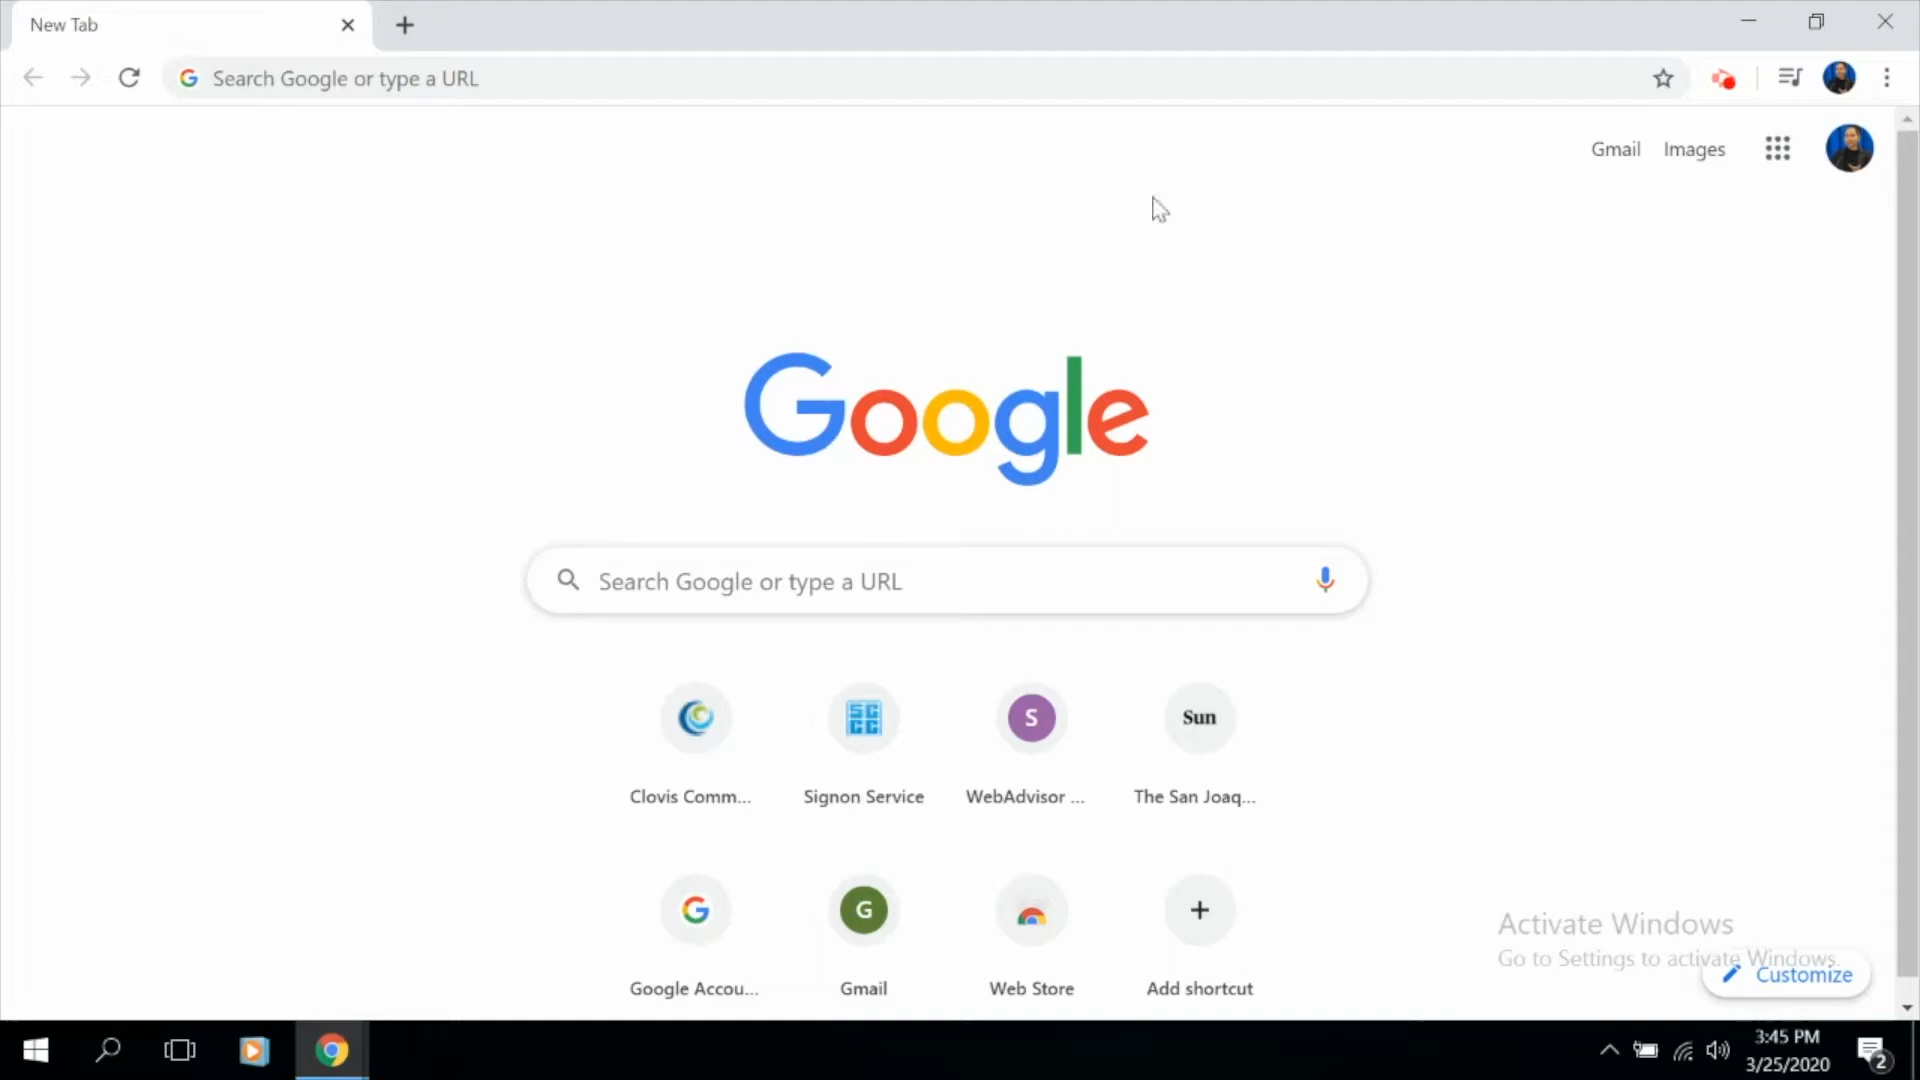 New Tab
Search Google or type a URL
Gmail Images
Google
Search Google or type a URL
S
Sun
Clovis Comm...
Signon Service
WebAdvisor ...
The San Joaq...
G
Google Accou...
Gmail
Web Store
Add shortcut
Activate Windows
Go to Settings to activate Windows.
Customize
3:45 PM
3/25/2020
2